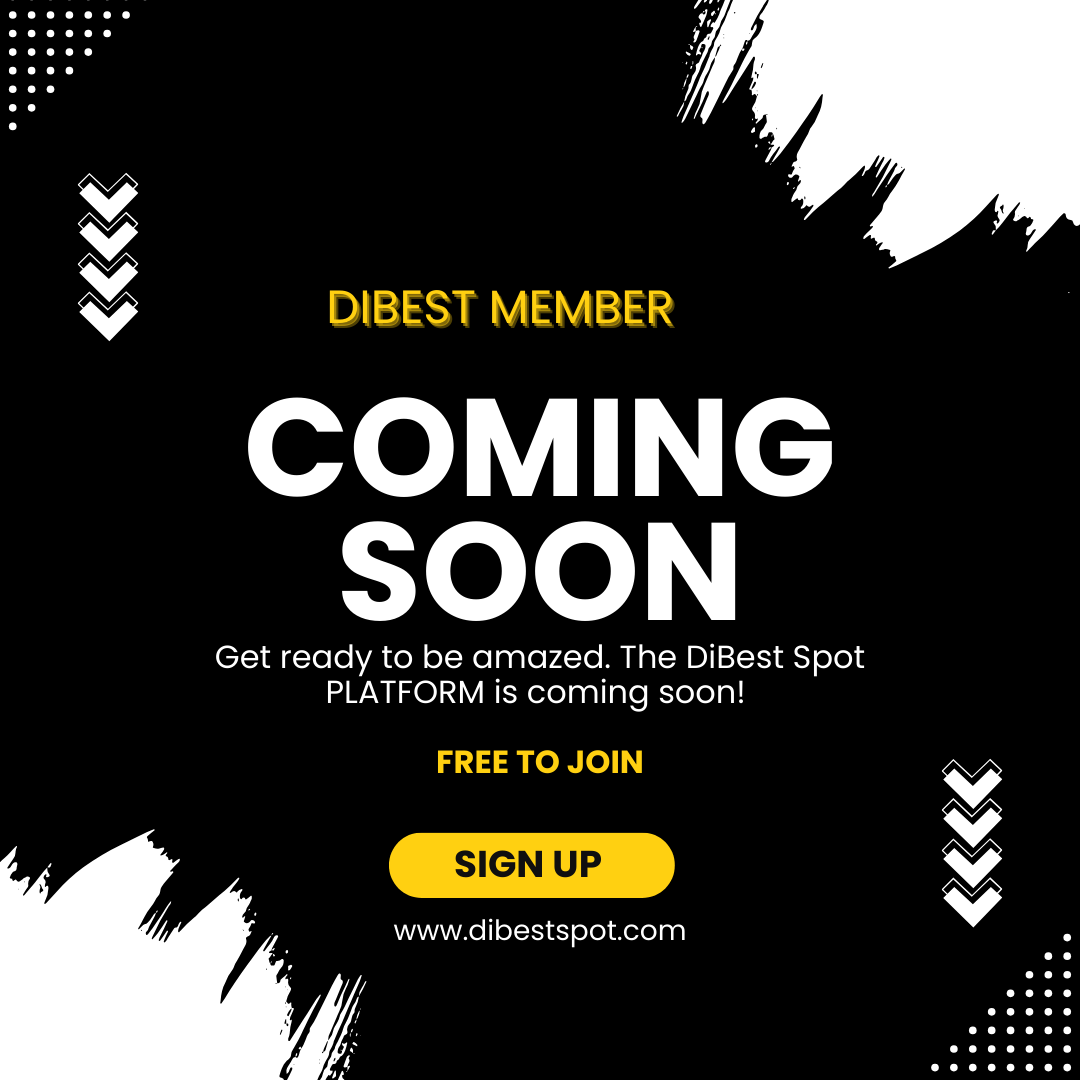 DIBEST MEMBER
COMING
SOON
Get ready to be amazed. The DiBest Spot
PLATFORM is coming soon!
FREE TO JOIN
SIGN UP
www.dibestspot.com